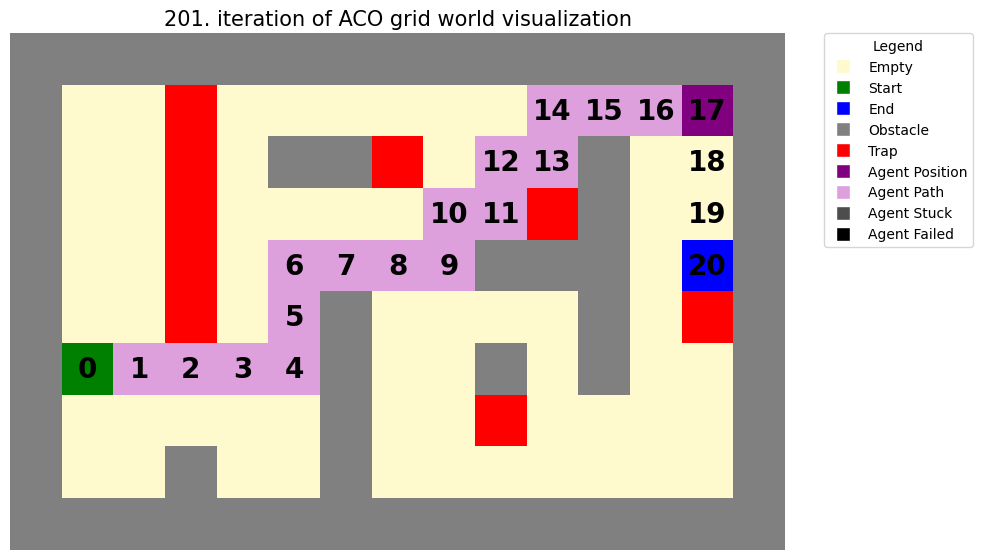 201. iteration of ACO grid world visualization
14 15 16 17
12 13 18
10 11 19
6 7 8 9 20
5
0 1 2 3 4
Legend
Empty
Start
End
Obstacle
Trap
Agent Position
Agent Path
Agent Stuck
Agent Failed